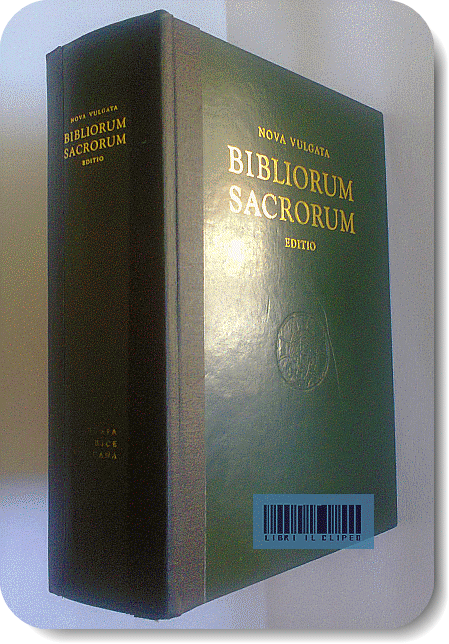 NOVA VULGATA
BIBLIORUM
SACRORUM
EDITIO
NOVA VULGATA
BIBLIORUM
SACRORUM
EDITIO
LIBRI IL CLIPEO